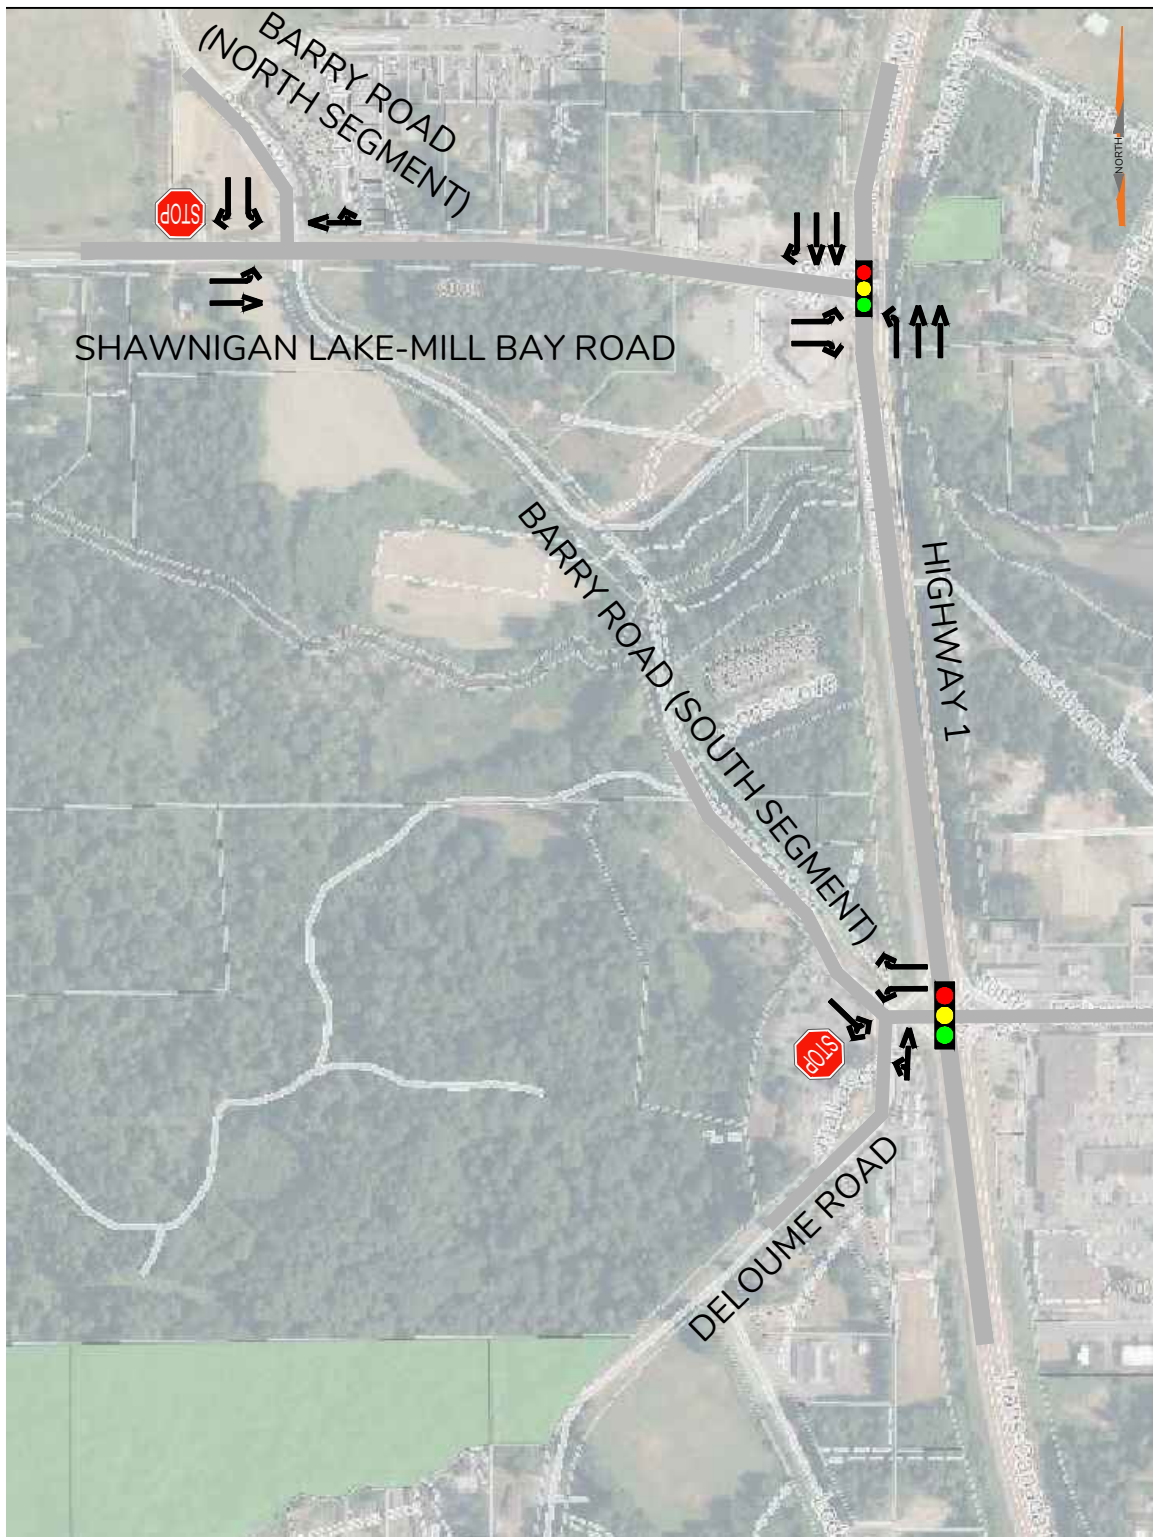 BARRY ROAD
(NORTH SEGMENT)
NORTH
STOP
SHAWNIGAN LAKE-MILL BAY ROAD
BARRY ROAD (SOUTH SEGMENT)
HIGHWAY 1
STOP
DELOUME ROAD